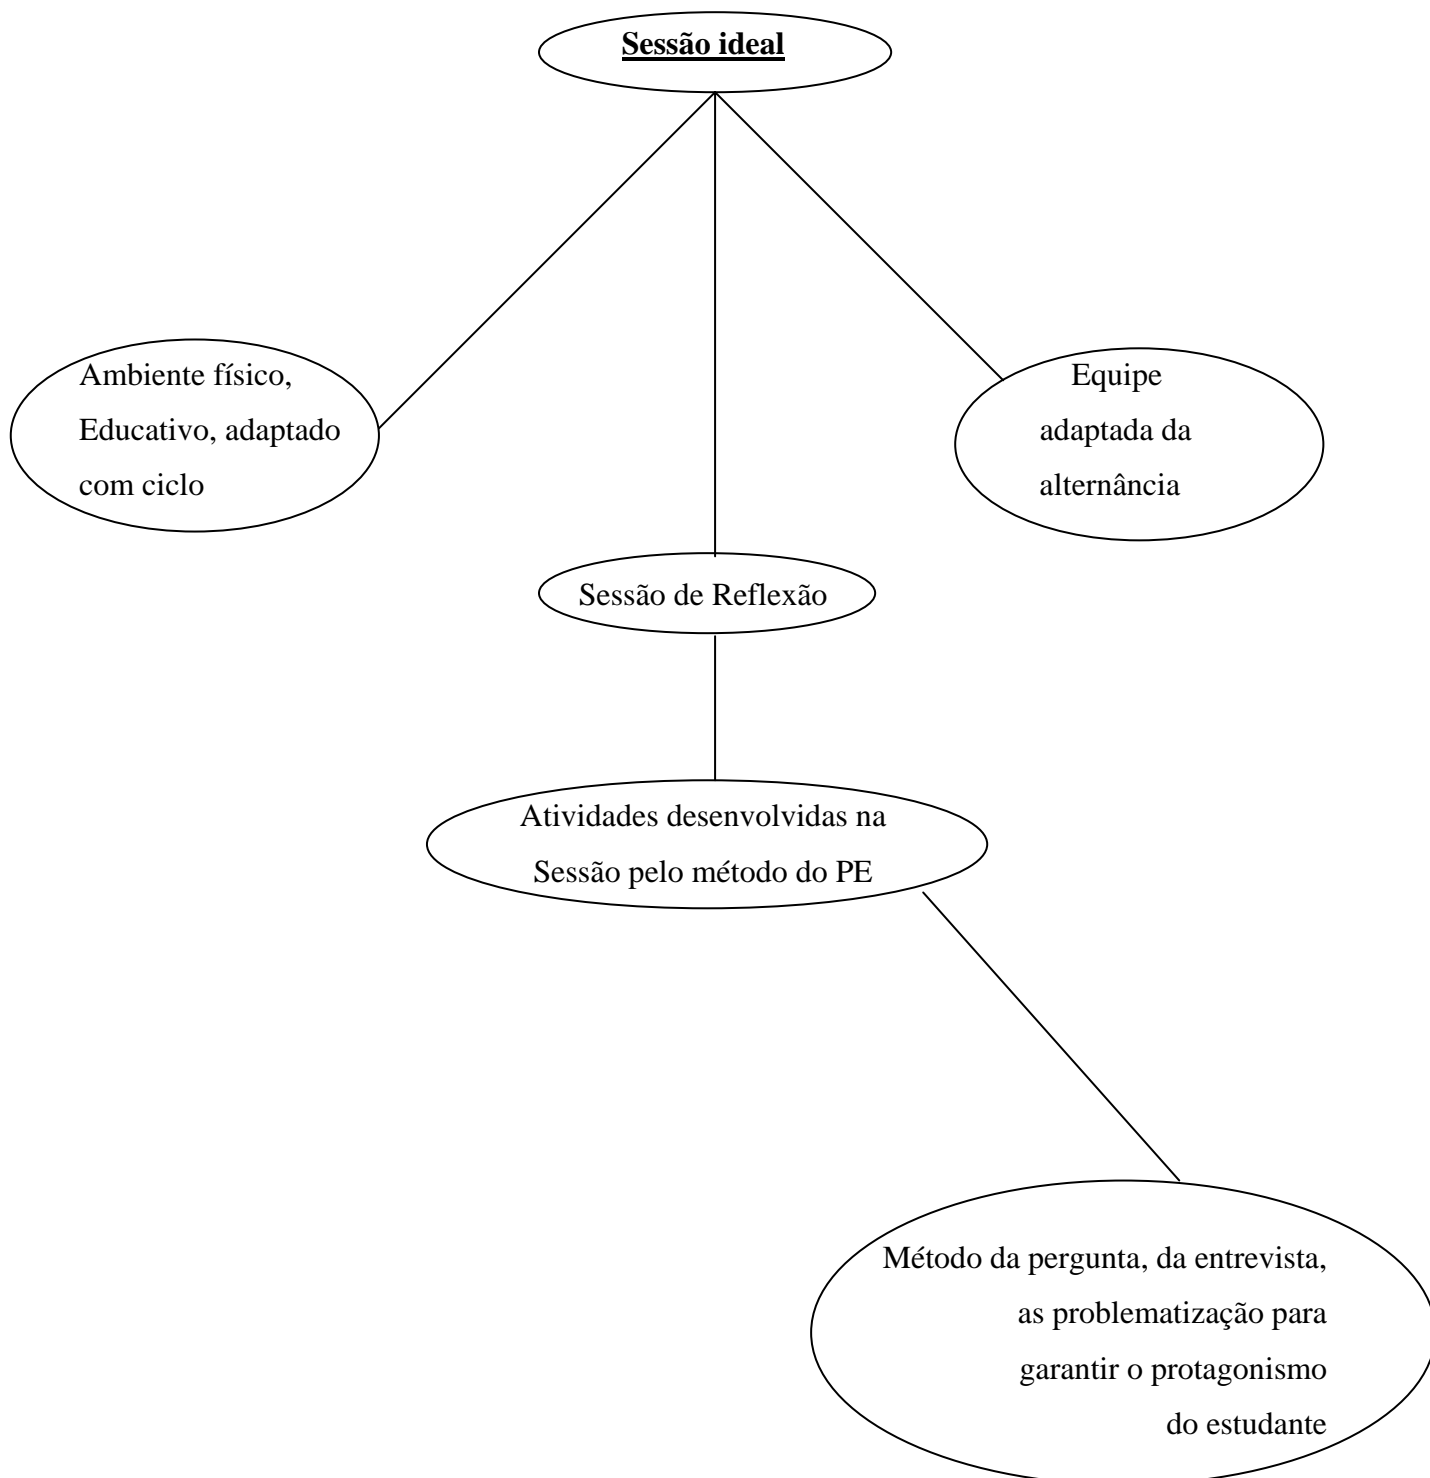 Sessão ideal
Ambiente físico,
Educativo, adaptado
com ciclo
Equipe
adaptada da
alternância
Sessão de Reflexão
Atividades desenvolvidas na
Sessão pelo método do PE
Método da pergunta, da entrevista,
as problematização para
garantir o protagonismo
do estudante